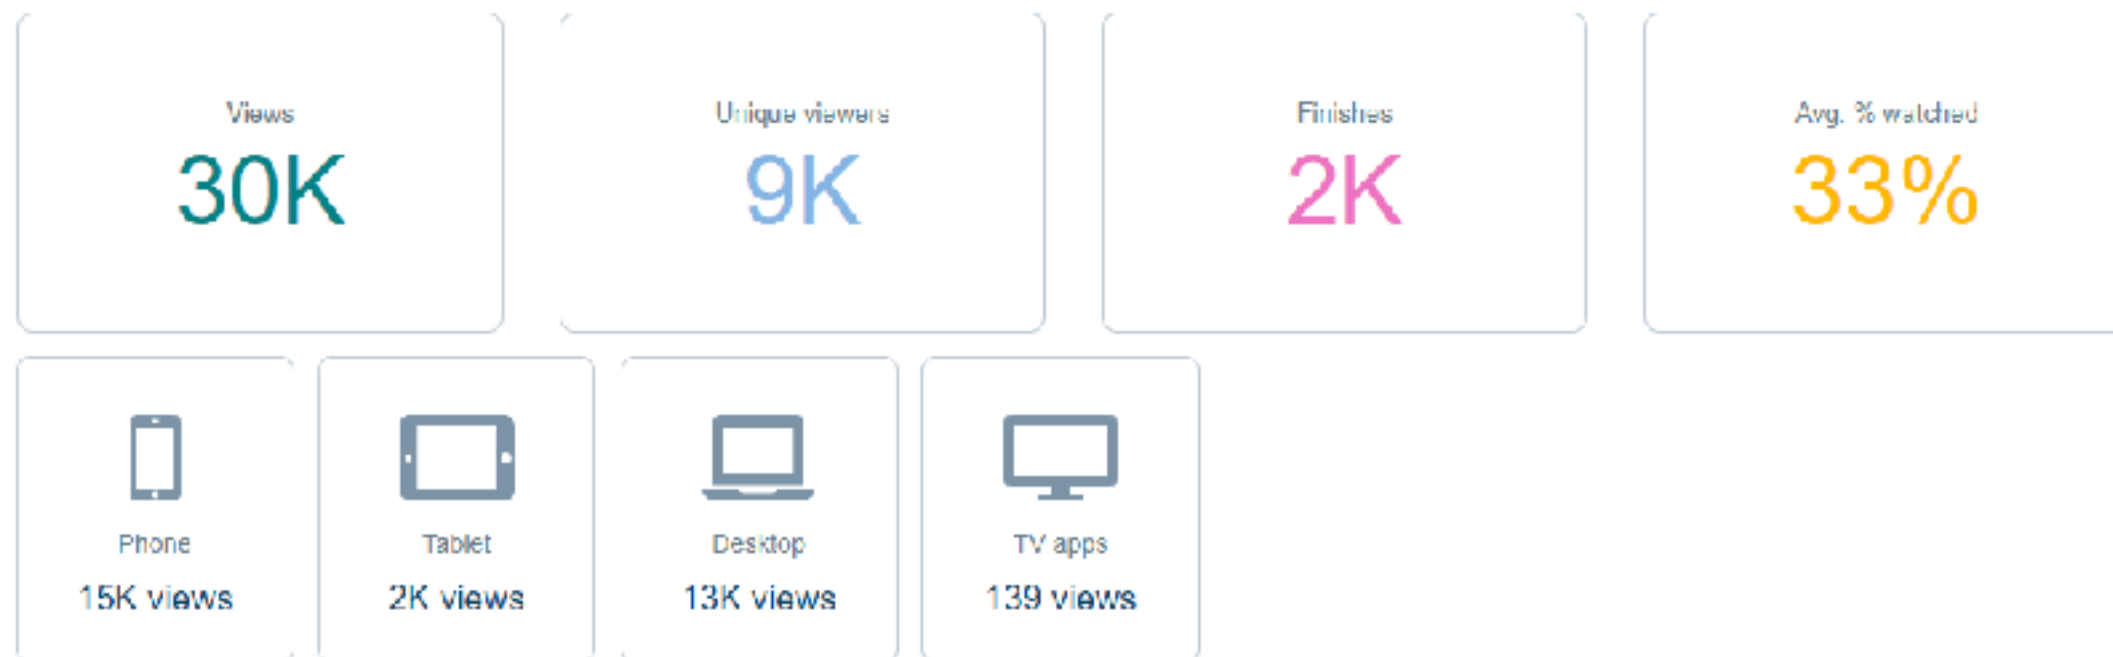 Views
30K
Unique viewers
9K
Finishes
2K
Avg. % watched
33%
Phone
15K views
Tablet
2K views
Desktop
13K views
TV apps
139 views